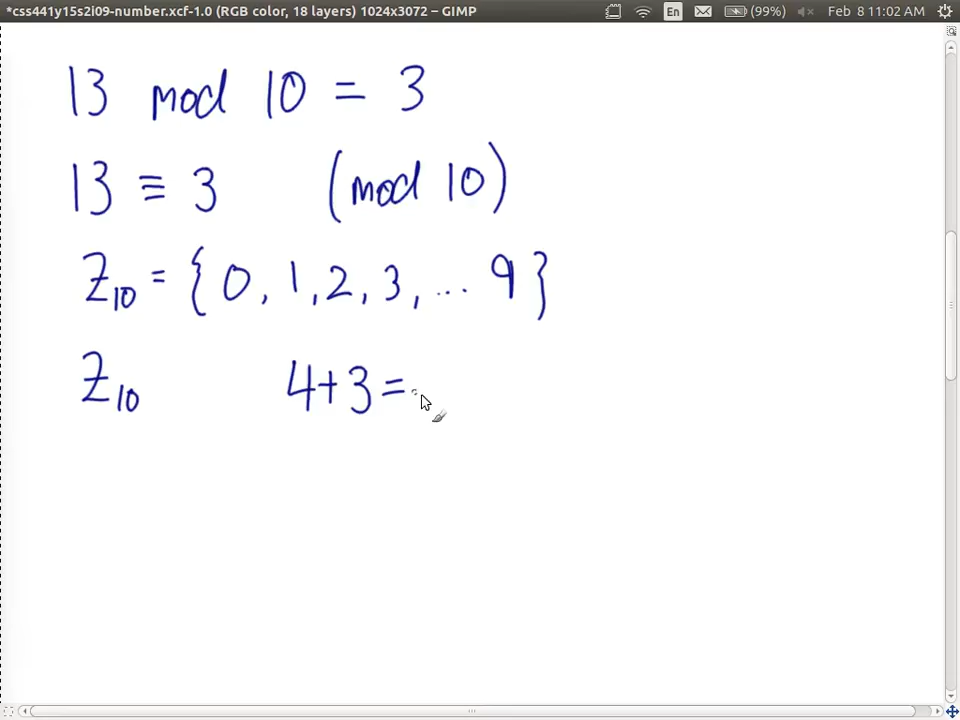 *css441y15s2i09-number.xcf-1.0 (RGB color, 18 layers) 1024x3072 – GIMP En (99%) Feb 8 11:02 AM
13 mod 10 = 3
13 ≡ 3 (mod 10)
Z₁₀ = { 0, 1, 2, 3, ... 9 }
Z₁₀ 4+3=